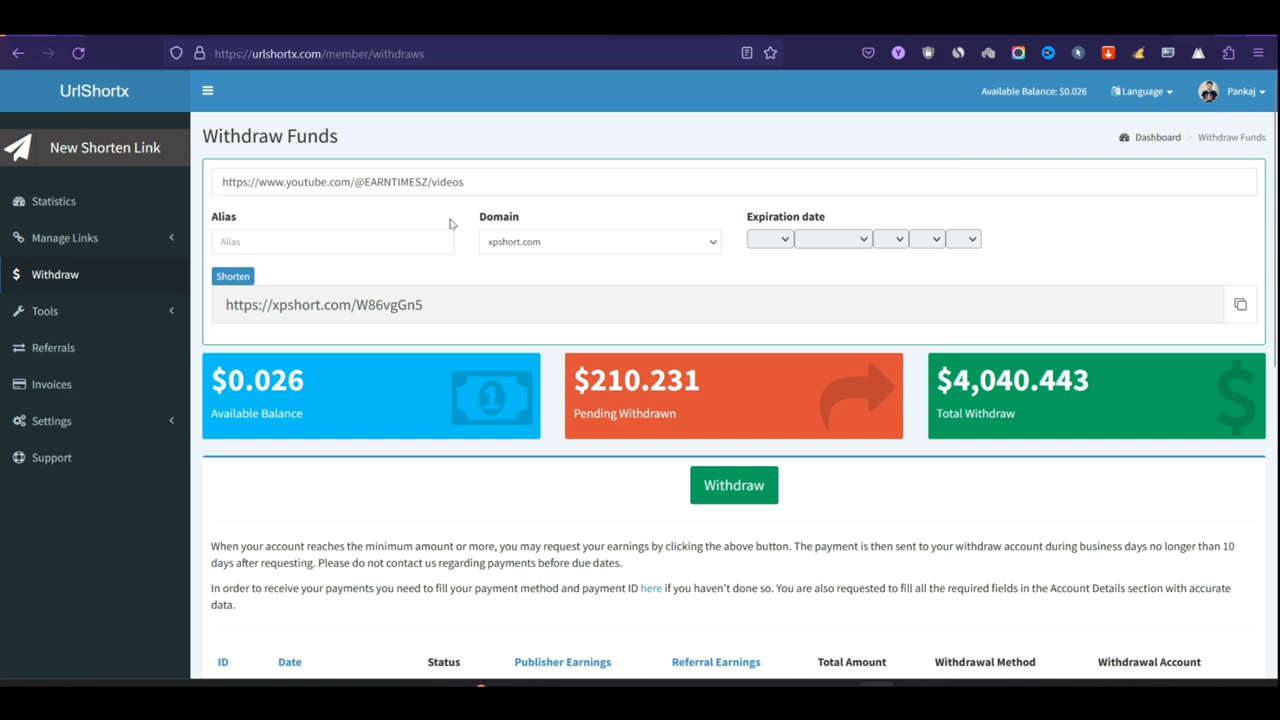 https://urlshortx.com/member/withdraws
UrlShortx
Available Balance: $0.026
Language
Pankaj
New Shorten Link
Statistics
Manage Links
Withdraw
Tools
Referrals
Invoices
Settings
Support
Withdraw Funds
Dashboard > Withdraw Funds
https://www.youtube.com/@EARNTIMESZ/videos
Alias Domain Expiration date
Alias xpshort.com
Shorten
https://xpshort.com/W86vgGn5
$0.026
Available Balance
$210.231
Pending Withdrawn
$4,040.443
Total Withdraw
Withdraw
When your account reaches the minimum amount or more, you may request your earnings by clicking the above button. The payment is then sent to your withdraw account during business days no longer than 10
days after requesting. Please do not contact us regarding payments before due dates.
In order to receive your payments you need to fill your payment method and payment ID here if you haven't done so. You are also requested to fill all the required fields in the Account Details section with accurate
data.
ID Date Status Publisher Earnings Referral Earnings Total Amount Withdrawal Method Withdrawal Account